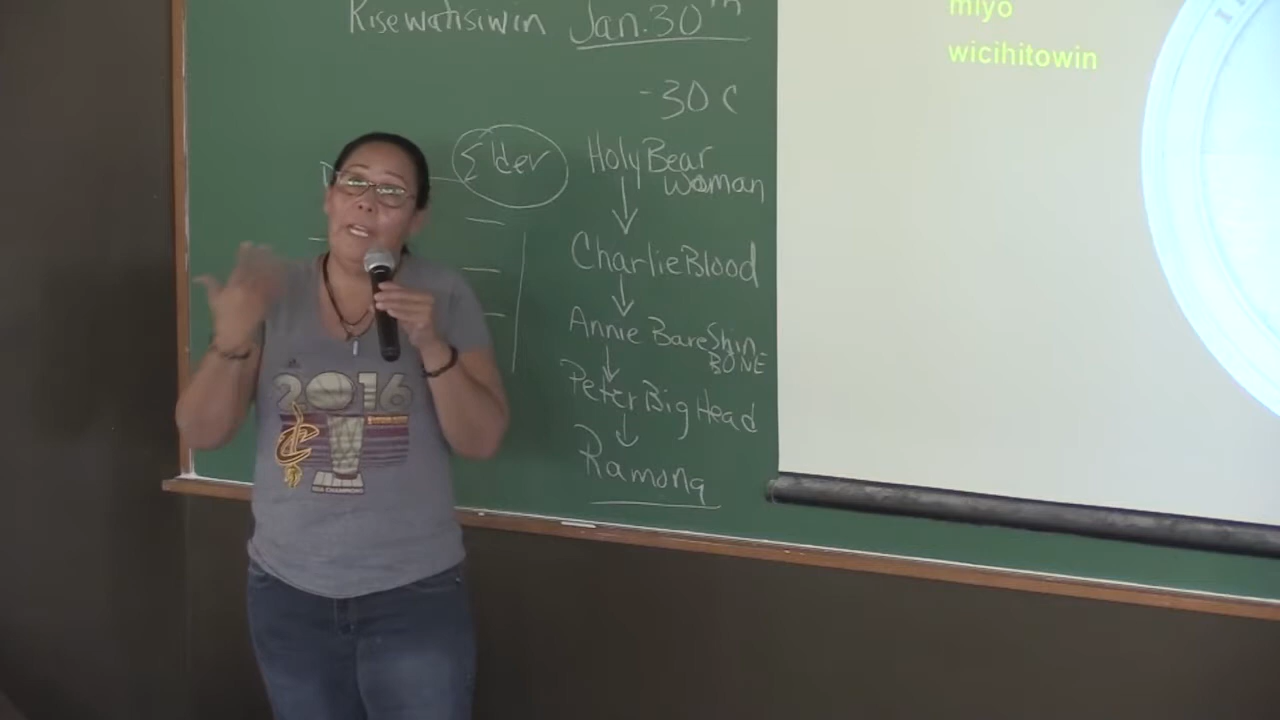 Kisewatisiwin Jan. 30th
-30 C
Elder
Holy Bear
Woman
Charlie Blood
Annie Bare Shin
BONE
Peter Big Head
Ramona
miyo
wicihitowin
2016